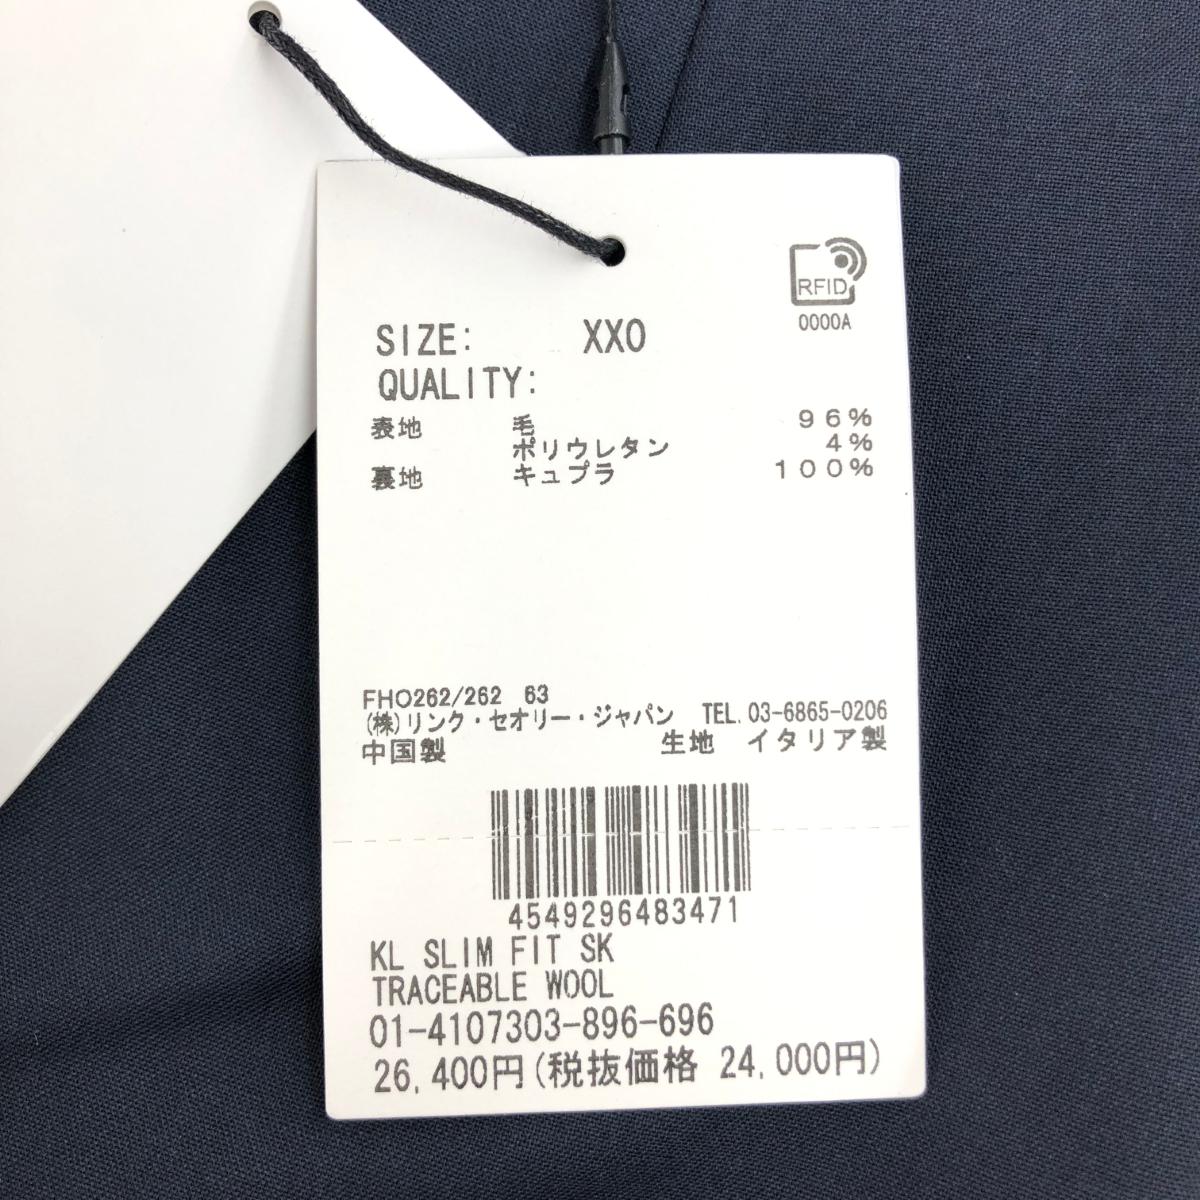 RFID
0000A
SIZE: XXO
QUALITY:
表地 毛 96%
ポリウレタン 4%
裏地 キュプラ 100%
FHO262/262 63
(株)リンク・セオリー・ジャパン TEL.03-6865-0206
中国製 生地 イタリア製
4549296483471
KL SLIM FIT SK
TRACEABLE WOOL
01-4107303-896-696
26,400円(税抜価格 24,000円)